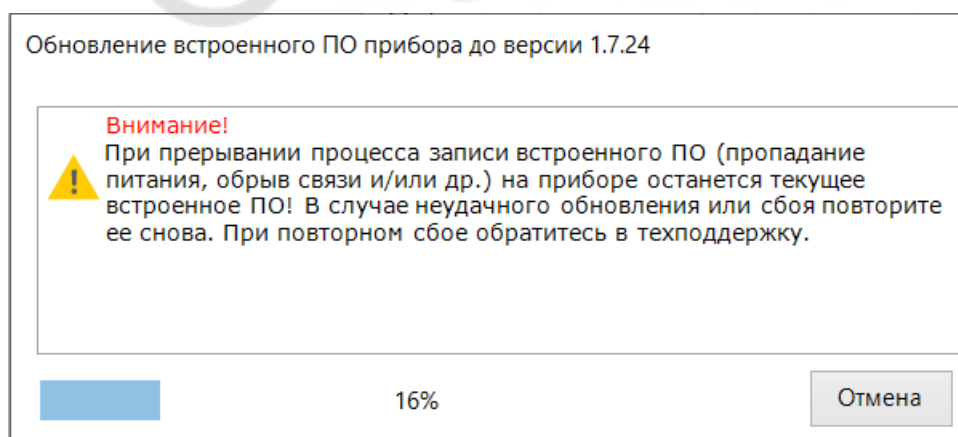 Обновление встроенного ПО прибора до версии 1.7.24
Внимание!
При прерывании процесса записи встроенного ПО (пропадание
питания, обрыв связи и/или др.) на приборе останется текущее
встроенное ПО! В случае неудачного обновления или сбоя повторите
ее снова. При повторном сбое обратитесь в техподдержку.
16%
Отмена